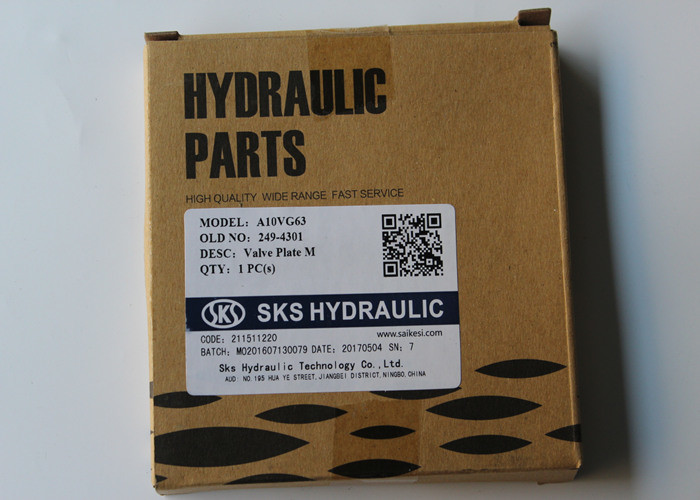 HYDRAULIC
PARTS
HIGH QUALITY WIDE RANGE FAST SERVICE
MODEL: A10VG63
OLD NO: 249-4301
DESC: Valve Plate M
QTY: 1 PC(s)
SKS SKS HYDRAULIC
www.saikesi.com
CODE: 211511220
BATCH: MO201607130079 DATE: 20170504 SN: 7
Sks Hydraulic Technology Co.,Ltd.
AUD: NO.195 HUA YE STREET,JIANGBEI DISTRICT,NINGBO,CHINA